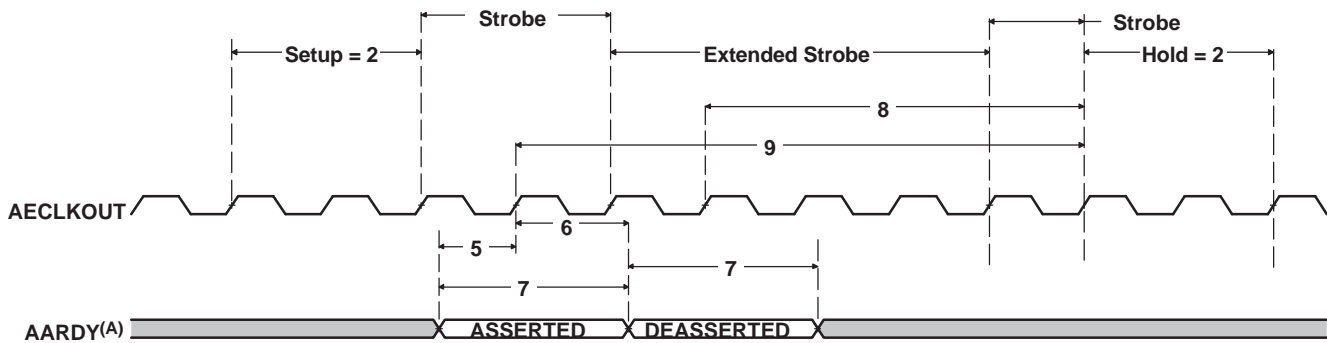 Strobe
Strobe
Setup = 2
Extended Strobe
Hold = 2
8
9
AECLKOUT
6
5
7
7
AARDY(A)
ASSERTED
DEASSERTED